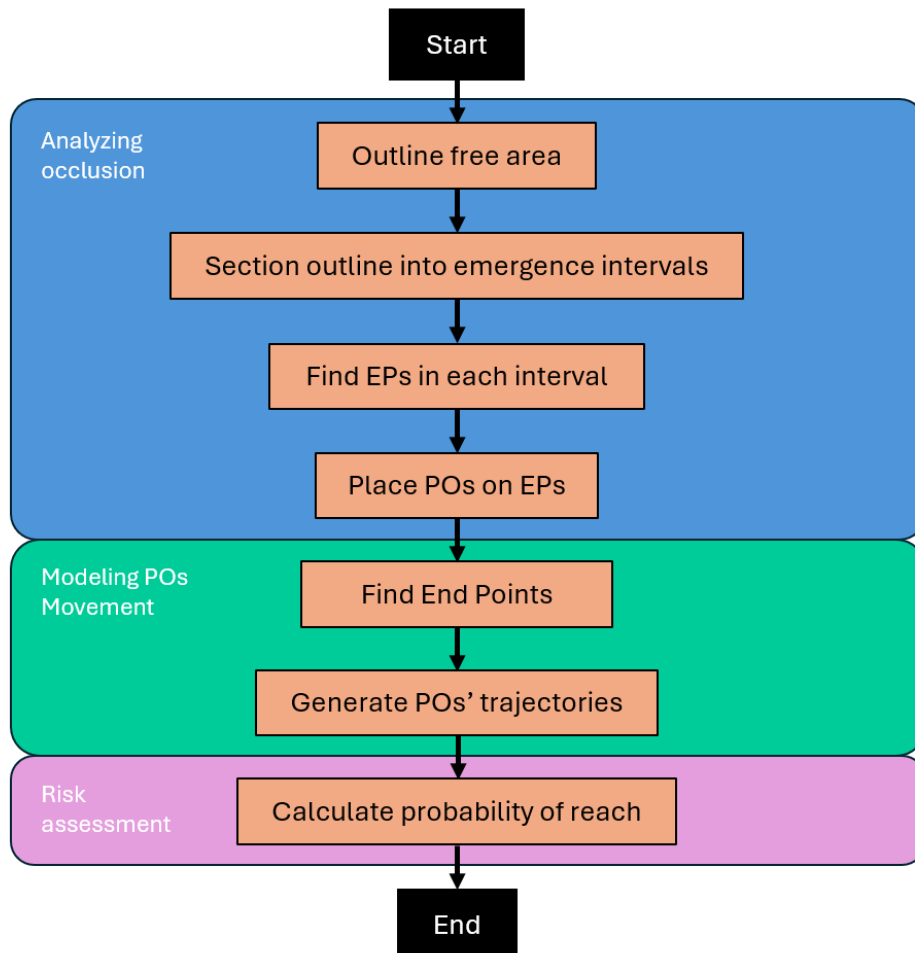 Start
Analyzing
occlusion
Outline free area
Section outline into emergence intervals
Find EPs in each interval
Place POs on EPs
Modeling POs
Movement
Find End Points
Generate POs’ trajectories
Risk
assessment
Calculate probability of reach
End